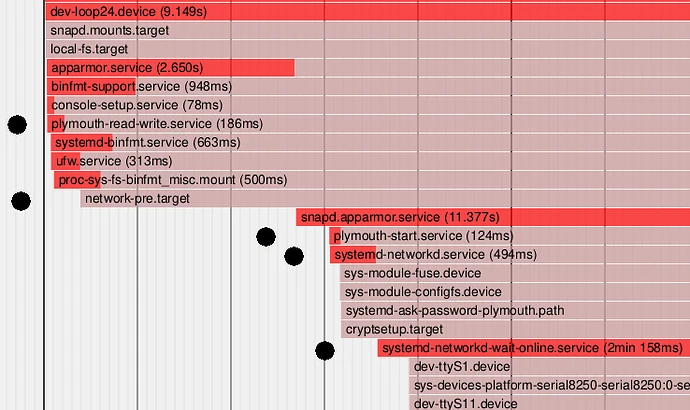 dev-loop24.device (9.149s)
snapd.mounts.target
local-fs.target
apparmor.service (2.650s)
binfmt-support.service (948ms)
console-setup.service (78ms)
plymouth-read-write.service (186ms)
systemd-binfmt.service (663ms)
ufw.service (313ms)
proc-sys-fs-binfmt_misc.mount (500ms)
network-pre.target
snapd.apparmor.service (11.377s)
plymouth-start.service (124ms)
systemd-networkd.service (494ms)
sys-module-fuse.device
sys-module-configfs.device
systemd-ask-password-plymouth.path
cryptsetup.target
systemd-networkd-wait-online.service (2min 158ms)
dev-ttyS1.device
sys-devices-platform-serial8250-serial8250:0-se
dev-ttyS11.device